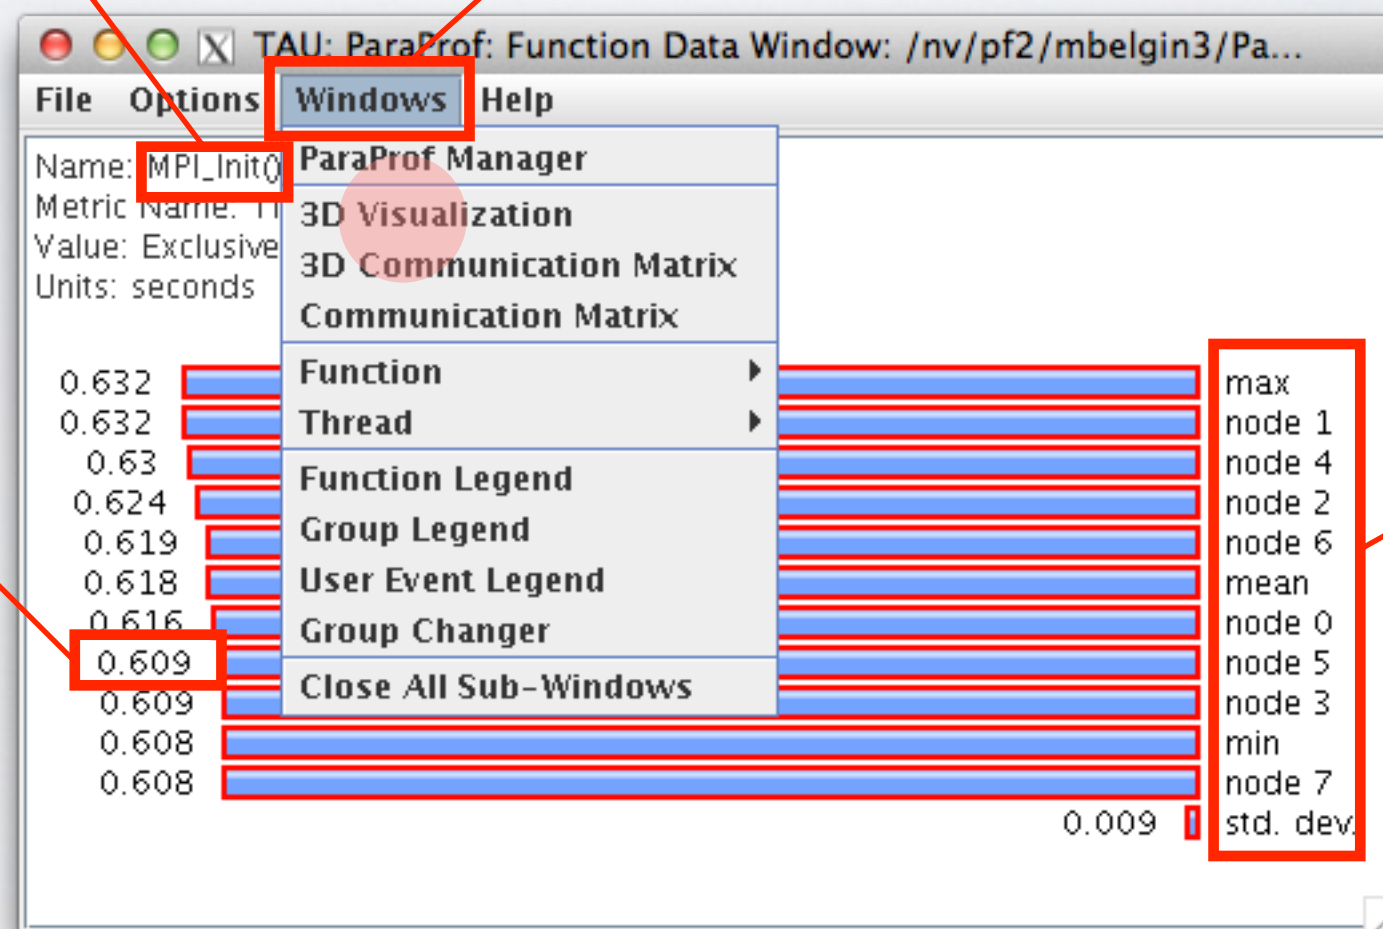 TAU: ParaProf: Function Data Window: /nv/pf2/mbelgin3/Pa...
File Options Windows Help
Name: MPI_Init()
Metric Name: TI
Value: Exclusive
Units: seconds
ParaProf Manager
3D Visualization
3D Communication Matrix
Communication Matrix
Function
Thread
Function Legend
Group Legend
User Event Legend
Group Changer
Close All Sub-Windows
0.632 max
0.632 node 1
0.63 node 4
0.624 node 2
0.619 node 6
0.618 mean
0.616 node 0
0.609 node 5
0.609 node 3
0.608 min
0.608 node 7
0.009 std. dev.